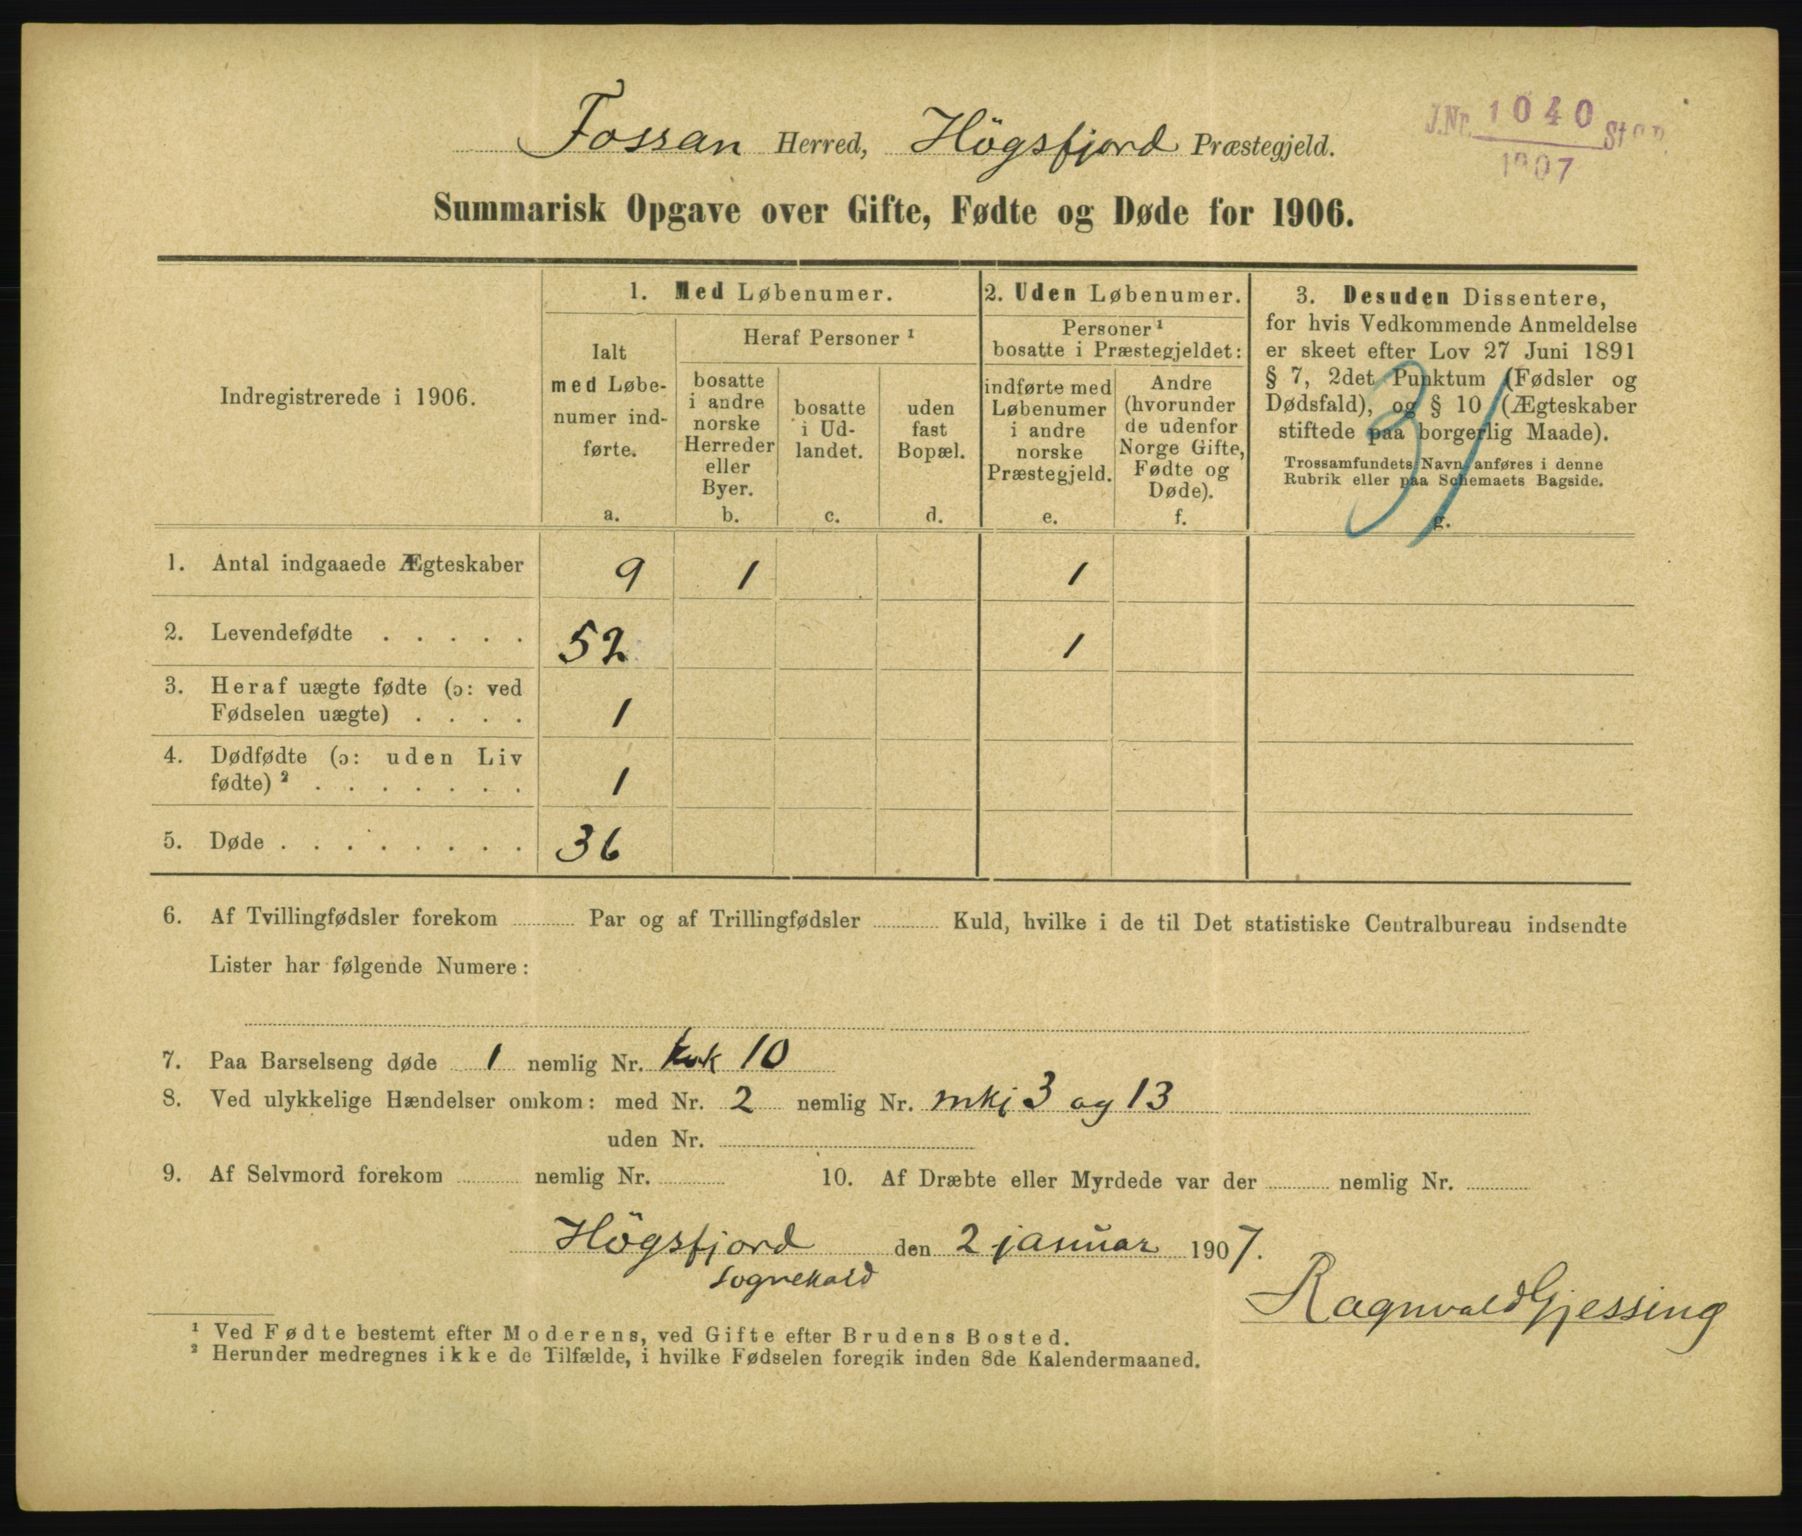 J.Nr. 1040 St
1907
Fossan Herred, Högsfjord Præstegjeld.
Summarisk Opgave over Gifte, Fødte og Døde for 1906.
Indregistrerede i 1906.
1. Med Løbenumer.
Ialt
med Løbe-
numer ind-
førte.
a.
Heraf Personer ¹
bosatte
i andre
norske
Herreder
eller
Byer.
b.
bosatte
i Ud-
landet.
c.
uden
fast
Bopæl.
d.
2. Uden Løbenumer.
Personer ¹
bosatte i Præstegjeldet:
indførte med
Løbenumer
i andre
norske
Præstegjeld.
e.
Andre
(hvorunder
de udenfor
Norge Gifte,
Fødte og
Døde).
f.
3. Desuden Dissentere,
for hvis Vedkommende Anmeldelse
er skeet efter Lov 27 Juni 1891
§ 7, 2det Punktum (Fødsler og
Dødsfald), og § 10 (Ægteskaber
stiftede paa borgerlig Maade).
Trossamfundets Navn anføres i denne
Rubrik eller paa Schemaets Bagside.
g.
31
1. Antal indgaaede Ægteskaber 9 1 1
2. Levendefødte . . . . . 52 1
3. Heraf uægte fødte (ɔ: ved
Fødselen uægte) . . . . 1
4. Dødfødte (ɔ: uden Liv
fødte) ² . . . . . . . 1
5. Døde . . . . . . . . 36
6. Af Tvillingfødsler forekom ........ Par og af Trillingfødsler ........ Kuld, hvilke i de til Det statistiske Centralbureau indsendte
Lister har følgende Numere:
7. Paa Barselseng døde 1 nemlig Nr. kvk 10
8. Ved ulykkelige Hændelser omkom: med Nr. 2 nemlig Nr. mkj 3 og 13
uden Nr.
9. Af Selvmord forekom ........ nemlig Nr. ........ 10. Af Dræbte eller Myrdede var der ........ nemlig Nr. ........
Högsfjord den 2 januar 1907.
sognekald
Ragnvald Gjessing
¹ Ved Fødte bestemt efter Moderens, ved Gifte efter Brudens Bosted.
² Herunder medregnes ikke de Tilfælde, i hvilke Fødselen foregik inden 8de Kalendermaaned.